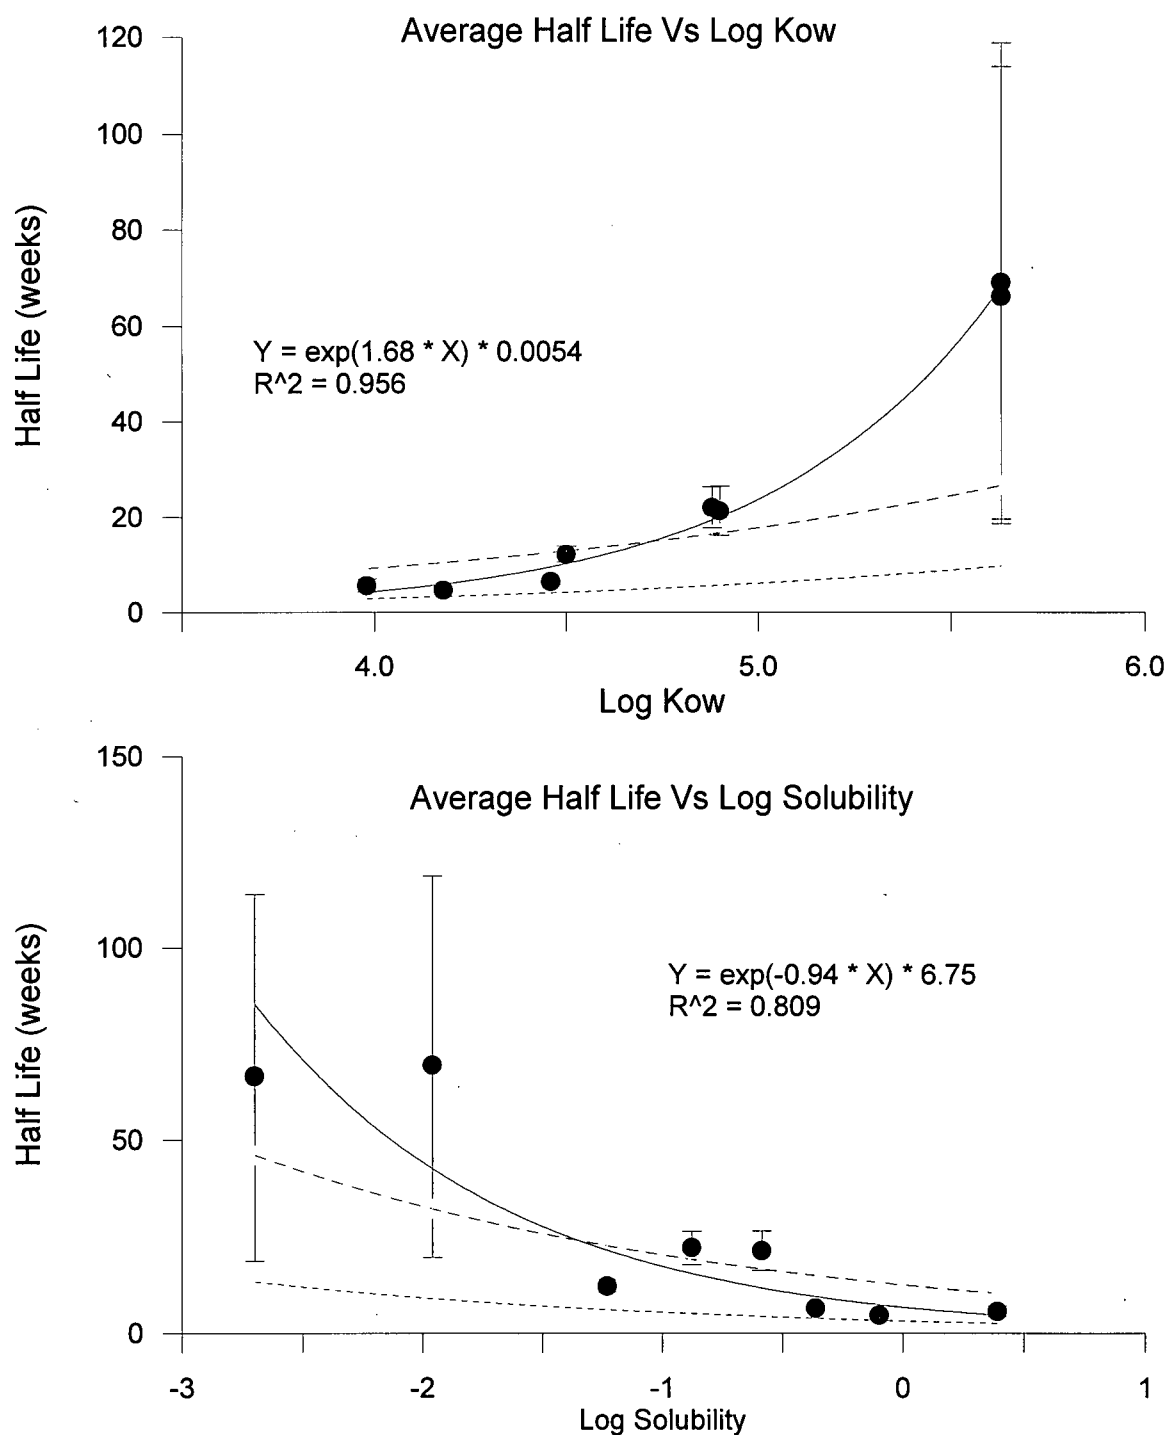 Average Half Life Vs Log Kow
120
100
80
60
40
20
0
Half Life (weeks)
Y = exp(1.68 * X) * 0.0054
R^2 = 0.956
4.0 5.0 6.0
Log Kow
Average Half Life Vs Log Solubility
150
100
50
0
Half Life (weeks)
Y = exp(-0.94 * X) * 6.75
R^2 = 0.809
-3 -2 -1 0 1
Log Solubility